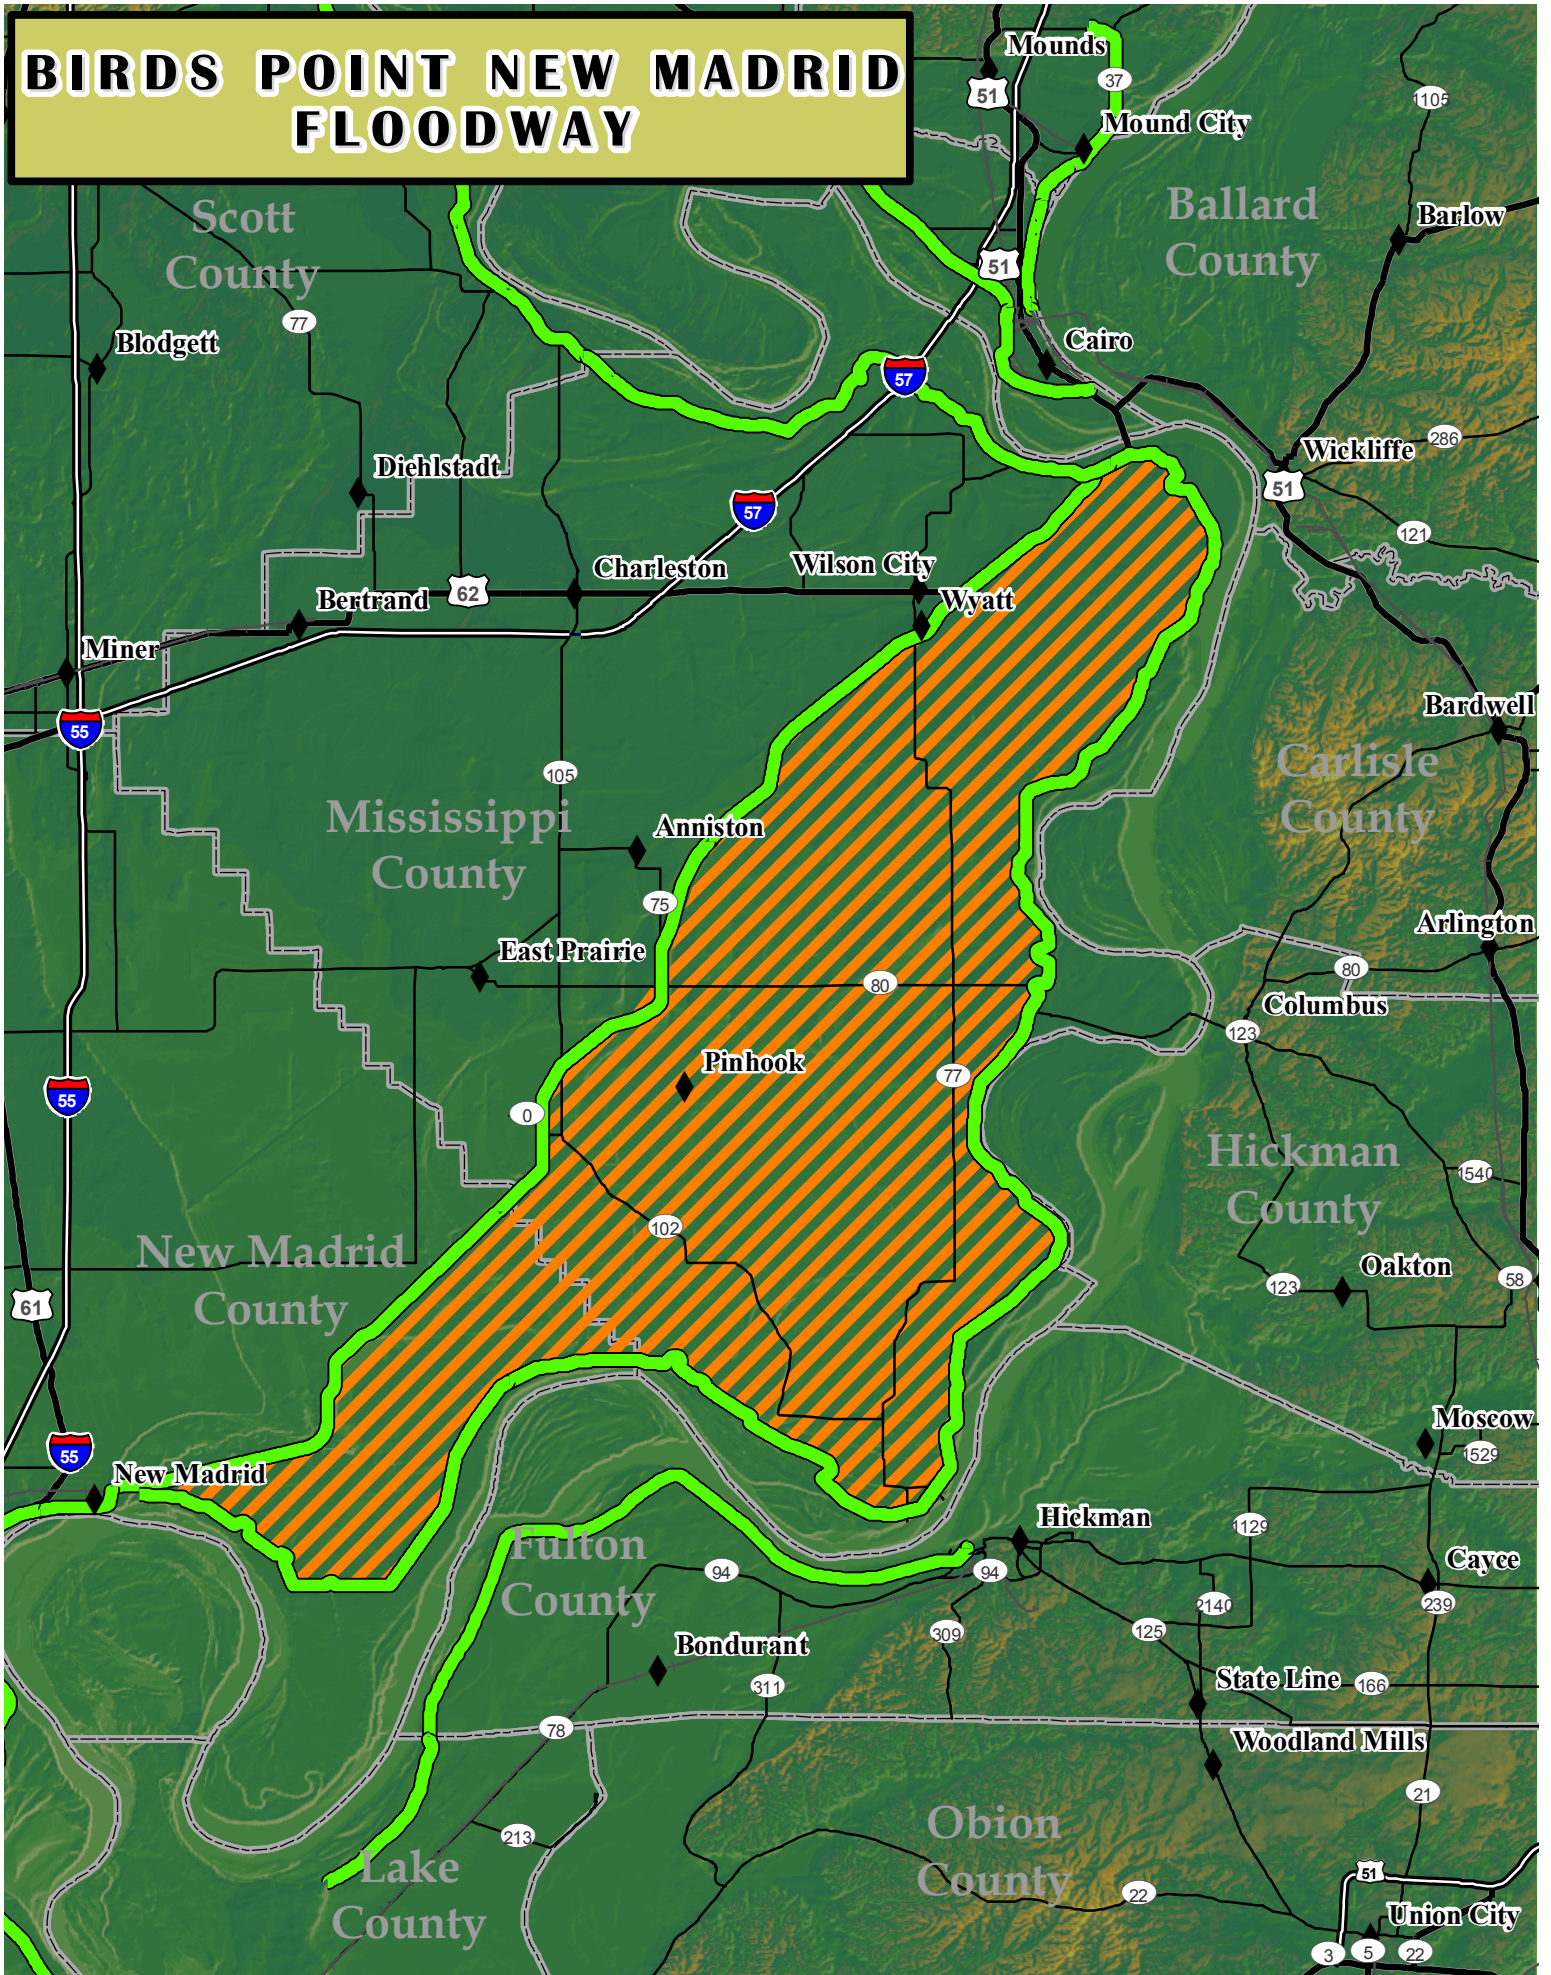 BIRDS POINT NEW MADRID
FLOODWAY
Mounds
51
37
1105
Mound City
Scott
County
Ballard
County
Barlow
51
77
Blodgett
Cairo
57
Wickliffe
286
Diehlstadt
51
57
121
Charleston
Wilson City
62
Bertrand
Wyatt
Miner
Bardwell
55
Carlisle
County
105
Mississippi
County
Anniston
75
Arlington
East Prairie
80
80
Columbus
123
Pinhook
77
55
0
Hickman
County
1540
102
New Madrid
County
Oakton
58
123
61
Moscow
55
1529
New Madrid
Hickman
1129
Fulton
County
Cayce
94
94
2140
239
125
309
Bondurant
State Line
166
311
78
Woodland Mills
21
213
Obion
County
Lake
County
51
22
Union City
3
5
22